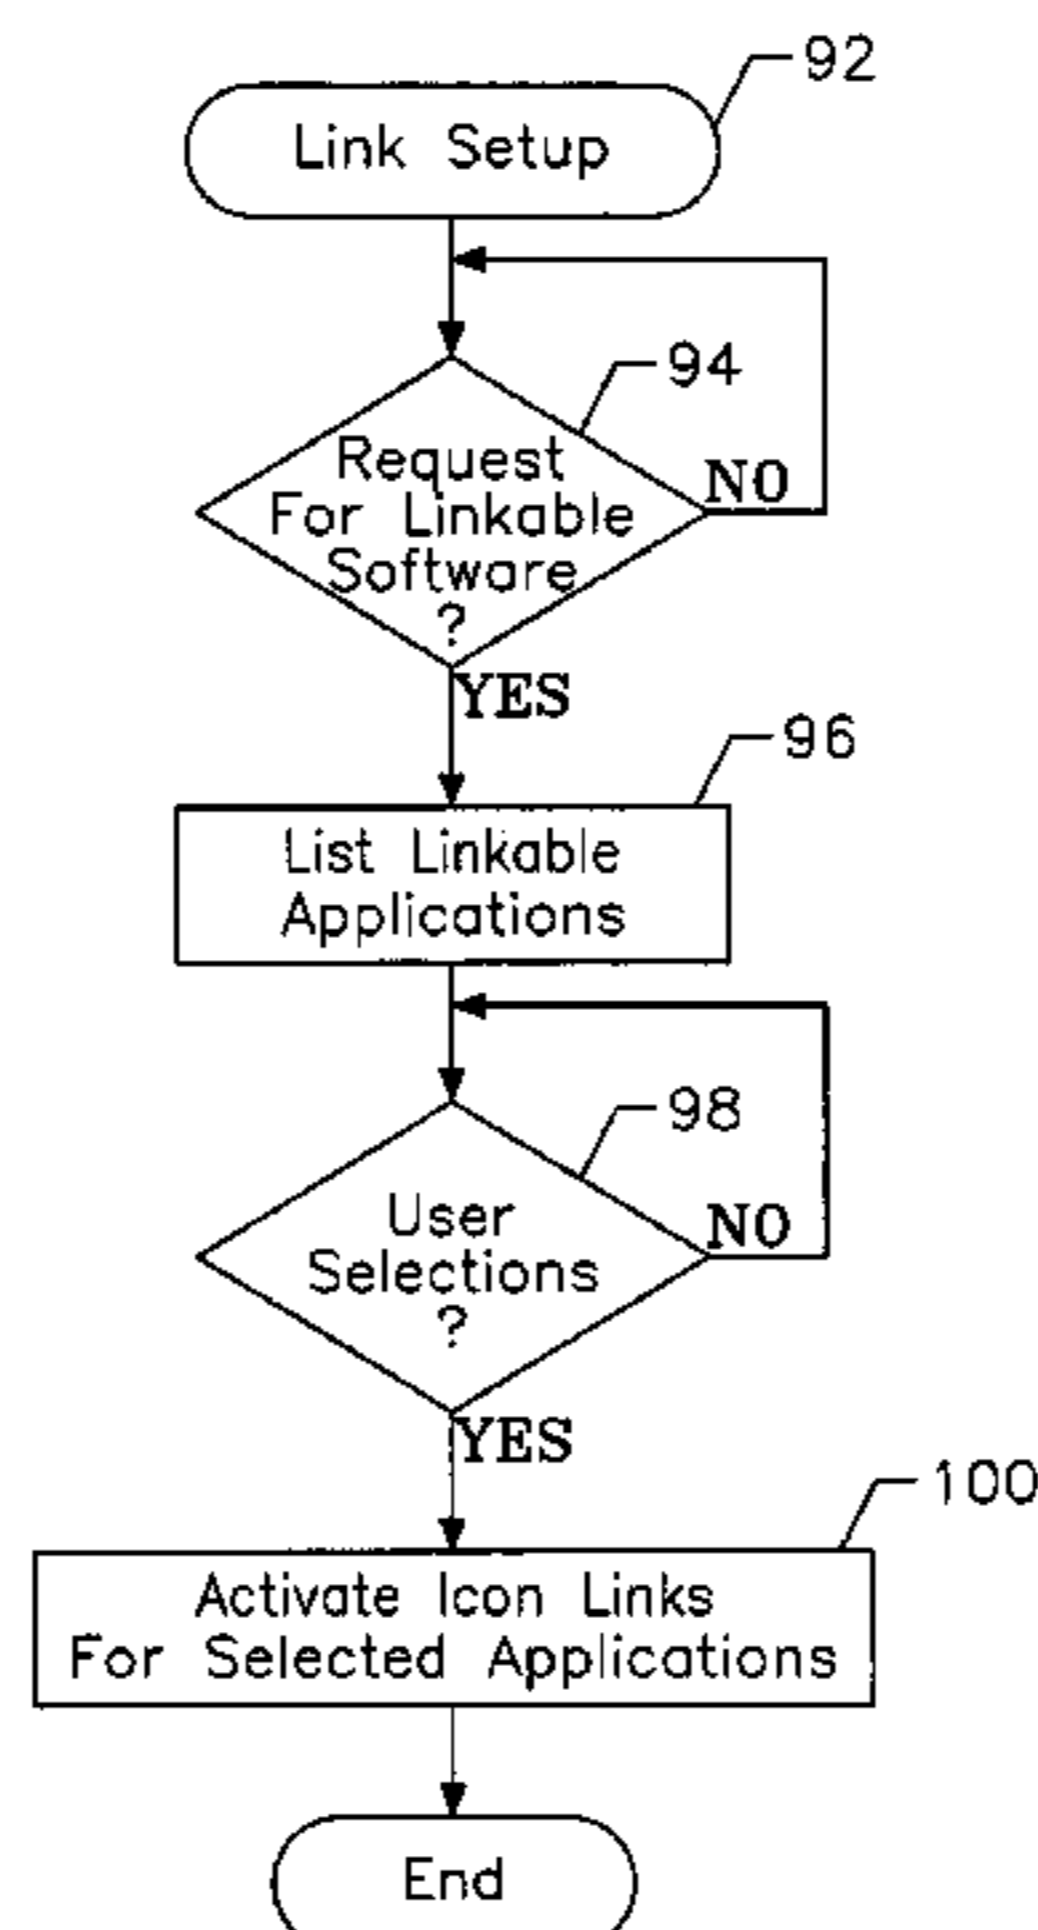 92
Link Setup
94
Request
For Linkable
Software
?
NO
YES
96
List Linkable
Applications
98
User
Selections
?
NO
YES
100
Activate Icon Links
For Selected Applications
End